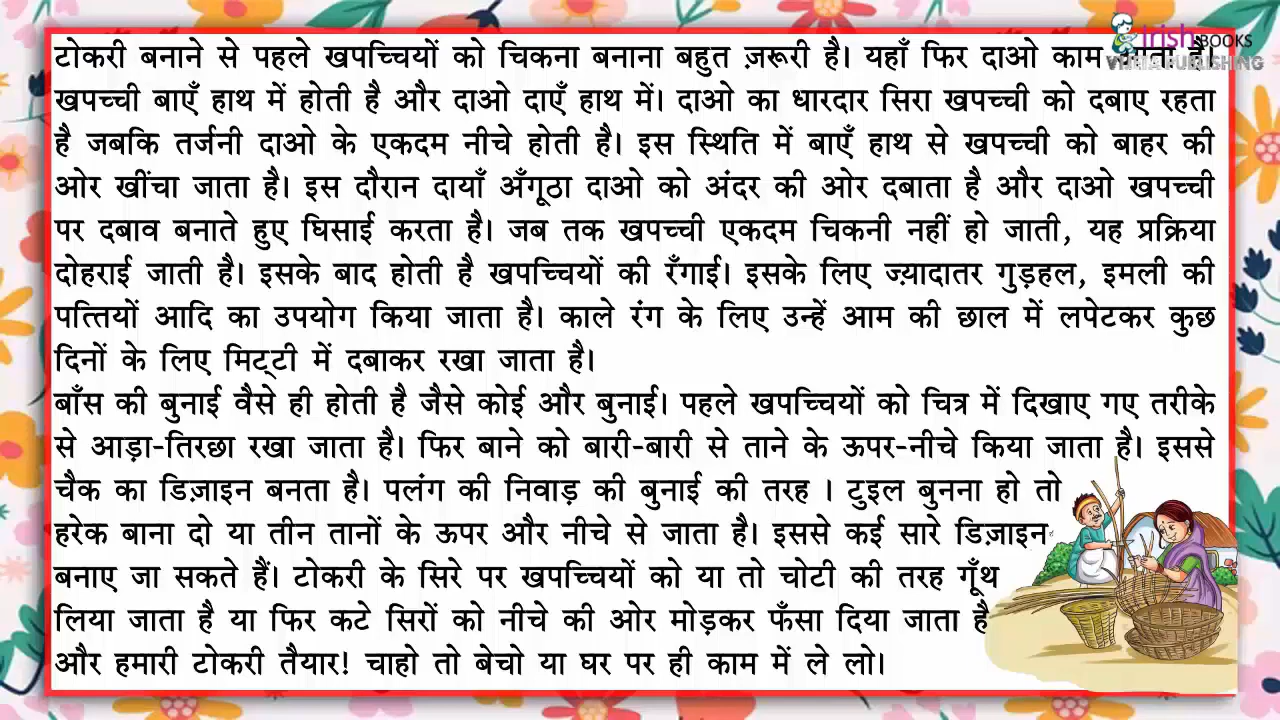 irish BOOKS
PUBLISHING
टोकरी बनाने से पहले खपच्चियों को चिकना बनाना बहुत ज़रूरी है। यहाँ फिर दाओ काम है।
खपच्ची बाएँ हाथ में होती है और दाओ दाएँ हाथ में। दाओ का धारदार सिरा खपच्ची को दबाए रहता
है जबकि तर्जनी दाओ के एकदम नीचे होती है। इस स्थिति में बाएँ हाथ से खपच्ची को बाहर की
ओर खींचा जाता है। इस दौरान दायाँ अँगूठा दाओ को अंदर की ओर दबाता है और दाओ खपच्ची
पर दबाव बनाते हुए घिसाई करता है। जब तक खपच्ची एकदम चिकनी नहीं हो जाती, यह प्रक्रिया
दोहराई जाती है। इसके बाद होती है खपच्चियों की रँगाई। इसके लिए ज़्यादातर गुड़हल, इमली की
पत्तियों आदि का उपयोग किया जाता है। काले रंग के लिए उन्हें आम की छाल में लपेटकर कुछ
दिनों के लिए मिट्टी में दबाकर रखा जाता है।
बाँस की बुनाई वैसे ही होती है जैसे कोई और बुनाई। पहले खपच्चियों को चित्र में दिखाए गए तरीके
से आड़ा-तिरछा रखा जाता है। फिर बाने को बारी-बारी से ताने के ऊपर-नीचे किया जाता है। इससे
चैक का डिज़ाइन बनता है। पलंग की निवाड़ की बुनाई की तरह । टुइल बुनना हो तो
हरेक बाना दो या तीन तानों के ऊपर और नीचे से जाता है। इससे कई सारे डिज़ाइन
बनाए जा सकते हैं। टोकरी के सिरे पर खपच्चियों को या तो चोटी की तरह गूँथ
लिया जाता है या फिर कटे सिरों को नीचे की ओर मोड़कर फँसा दिया जाता है
और हमारी टोकरी तैयार! चाहो तो बेचो या घर पर ही काम में ले लो।